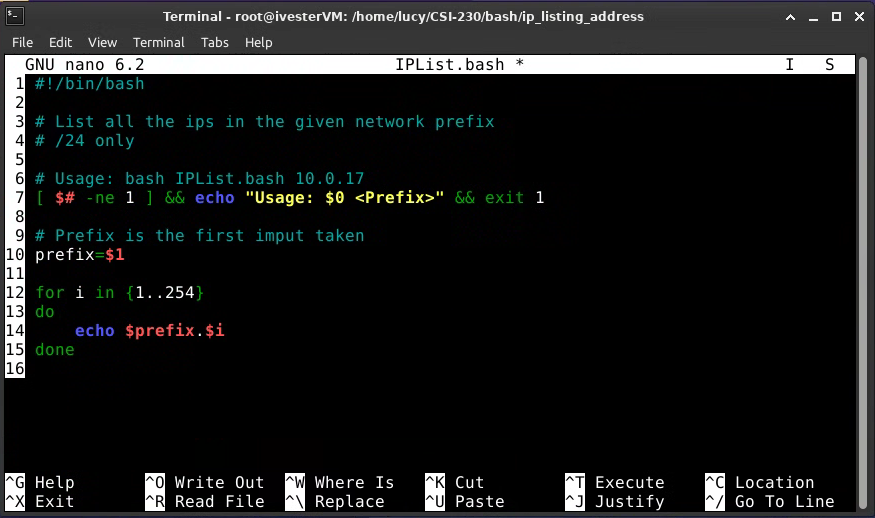 Terminal - root@ivesterVM: /home/lucy/CSI-230/bash/ip_listing_address
File Edit View Terminal Tabs Help
GNU nano 6.2 IPList.bash * I S
1 #!/bin/bash
2
3 # List all the ips in the given network prefix
4 # /24 only
5
6 # Usage: bash IPList.bash 10.0.17
7 [ $# -ne 1 ] && echo "Usage: $0 <Prefix>" && exit 1
8
9 # Prefix is the first imput taken
10 prefix=$1
11
12 for i in {1..254}
13 do
14     echo $prefix.$i
15 done
16
^G Help ^O Write Out ^W Where Is ^K Cut ^T Execute ^C Location
^X Exit ^R Read File ^\ Replace ^U Paste ^J Justify ^/ Go To Line